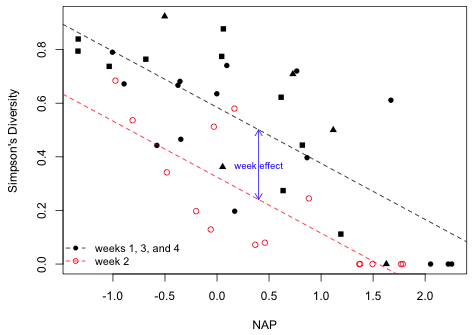 0.8
0.6
0.4
0.2
0.0
Simpson's Diversity
week effect
weeks 1, 3, and 4
week 2
-1.0 -0.5 0.0 0.5 1.0 1.5 2.0
NAP